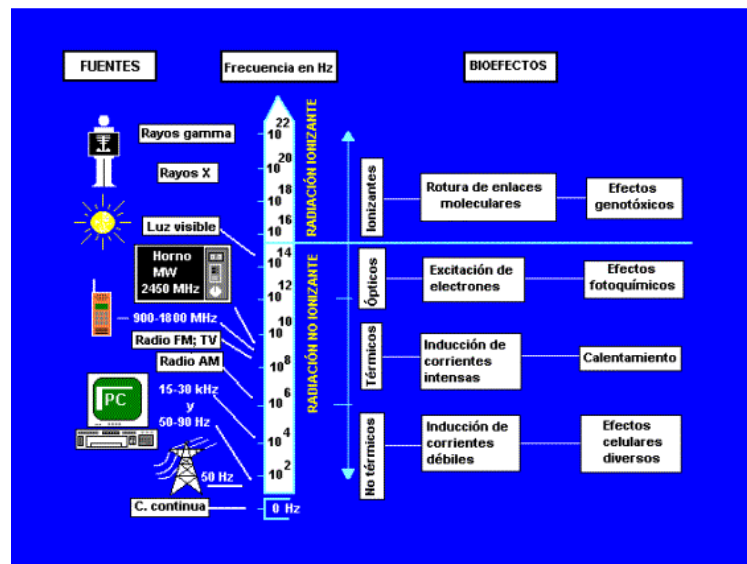 FUENTES
Frecuencia en Hz
BIOEFECTOS
Rayos gamma
Rayos X
Luz visible
Horno
MW
2450 MHz
900-1800 MHz
Radio FM; TV
Radio AM
15-30 kHz
y
50-90 Hz
PC
50 Hz
C. continua
10^22
10^20
10^18
10^16
10^14
10^12
10^10
10^8
10^6
10^4
10^2
0 Hz
RADIACIÓN IONIZANTE
RADIACIÓN NO IONIZANTE
Ionizantes
Rotura de enlaces
moleculares
Efectos
genotóxicos
Ópticos
Excitación de
electrones
Efectos
fotoquímicos
Térmicos
Inducción de
corrientes
intensas
Calentamiento
No térmicos
Inducción de
corrientes
débiles
Efectos
celulares
diversos